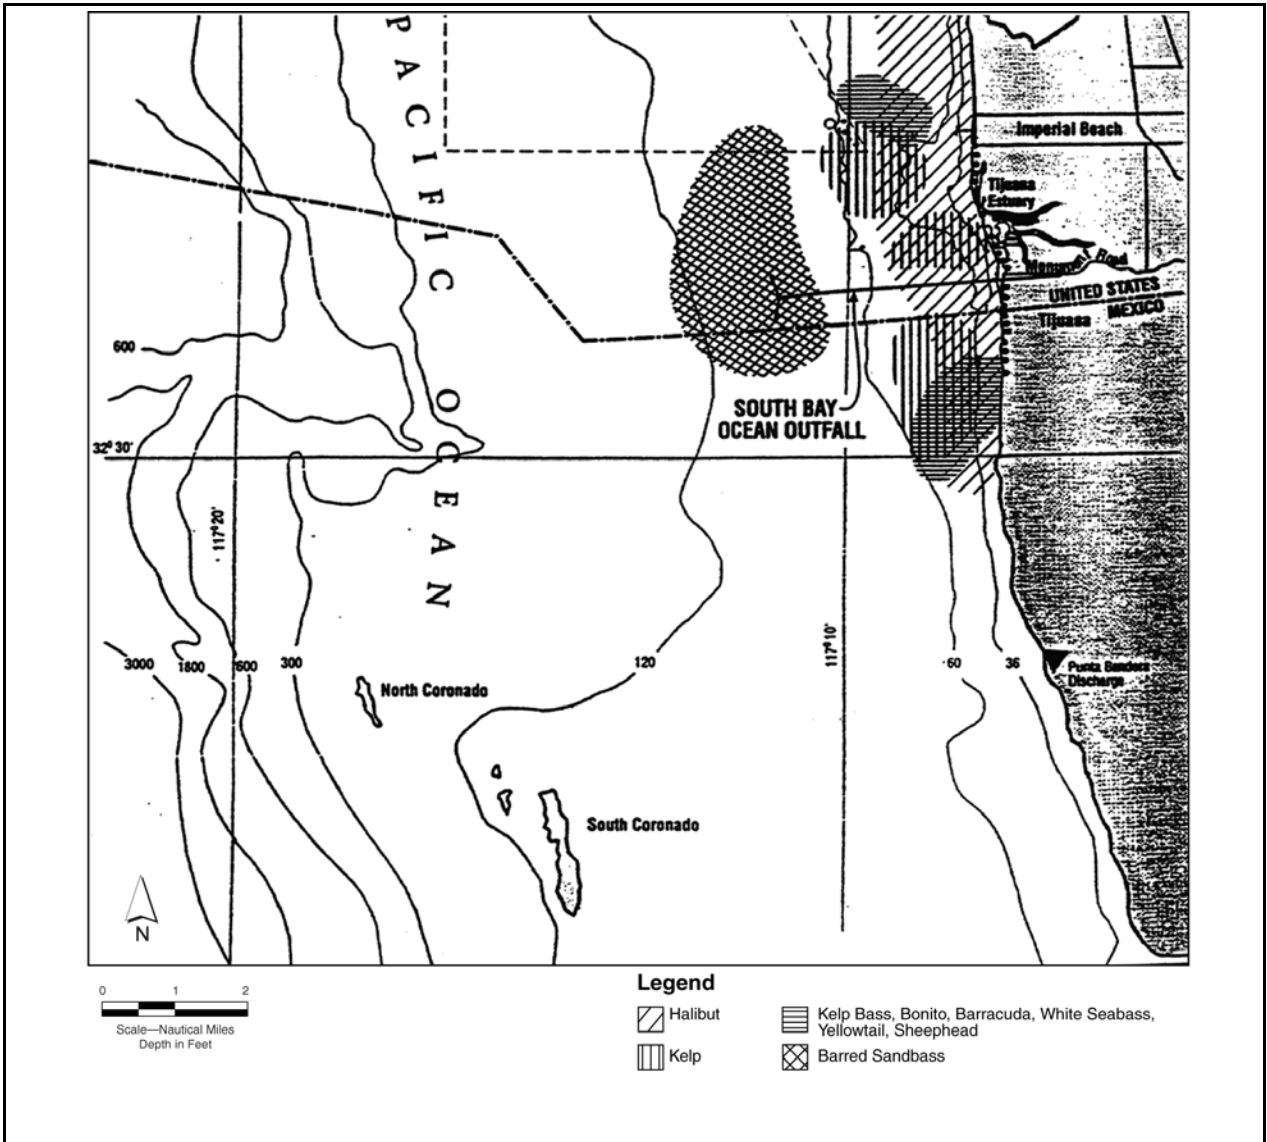 PACIFIC OCEAN
Imperial Beach
Tijuana
Estuary
Monument Road
UNITED STATES
Tijuana MEXICO
600
SOUTH BAY
OCEAN OUTFALL
32° 30'
117° 20'
117° 10'
3000 1800 600 300 120 60 36
Punta Bandera
Discharge
North Coronado
South Coronado
N
0 1 2
Scale—Nautical Miles
Depth in Feet
Legend
Halibut
Kelp
Kelp Bass, Bonito, Barracuda, White Seabass,
Yellowtail, Sheephead
Barred Sandbass